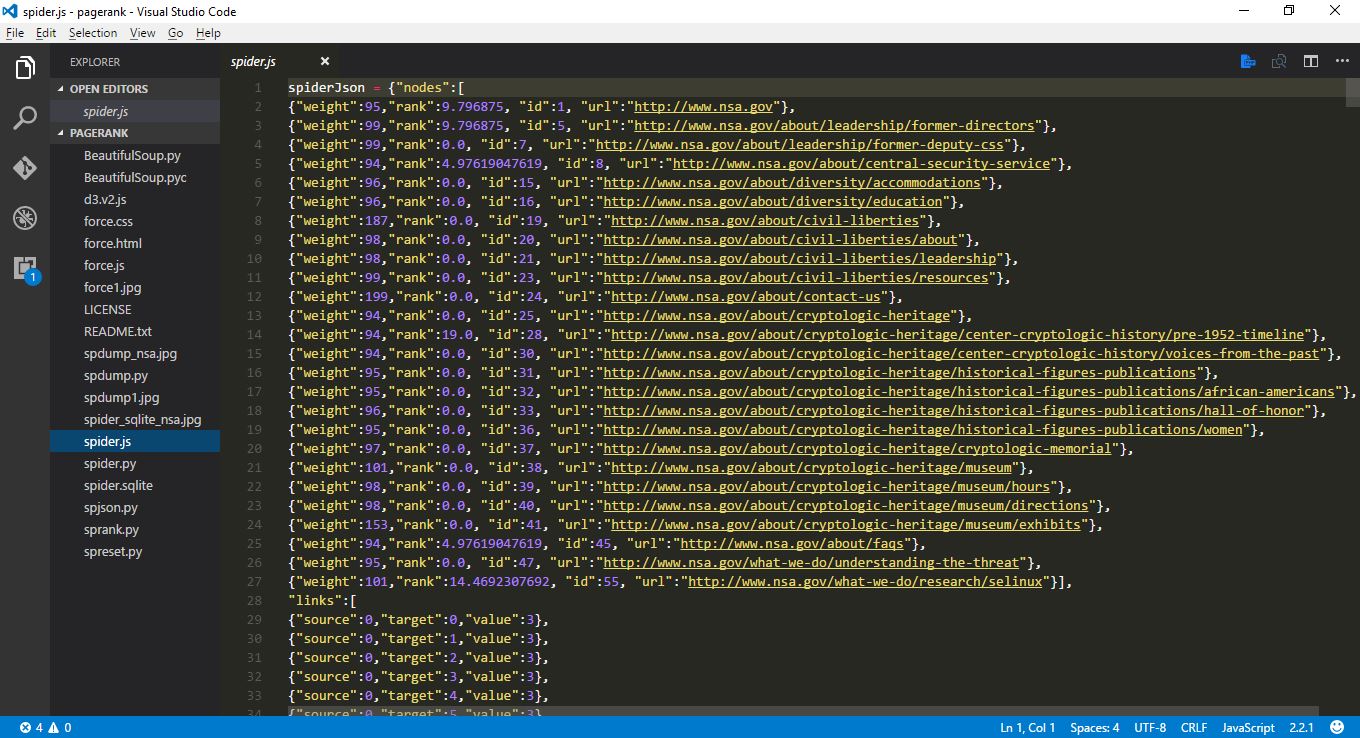 spider.js - pagerank - Visual Studio Code
File Edit Selection View Go Help
EXPLORER
OPEN EDITORS
spider.js
PAGERANK
BeautifulSoup.py
BeautifulSoup.pyc
d3.v2.js
force.css
force.html
force.js
force1.jpg
LICENSE
README.txt
spdump_nsa.jpg
spdump.py
spdump1.jpg
spider_sqlite_nsa.jpg
spider.js
spider.py
spider.sqlite
spjson.py
sprank.py
spreset.py
1
spider.js
1 spiderJson = {"nodes":[
2 {"weight":95,"rank":9.796875, "id":1, "url":"http://www.nsa.gov"},
3 {"weight":99,"rank":9.796875, "id":5, "url":"http://www.nsa.gov/about/leadership/former-directors"},
4 {"weight":99,"rank":0.0, "id":7, "url":"http://www.nsa.gov/about/leadership/former-deputy-css"},
5 {"weight":94,"rank":4.97619047619, "id":8, "url":"http://www.nsa.gov/about/central-security-service"},
6 {"weight":96,"rank":0.0, "id":15, "url":"http://www.nsa.gov/about/diversity/accommodations"},
7 {"weight":96,"rank":0.0, "id":16, "url":"http://www.nsa.gov/about/diversity/education"},
8 {"weight":187,"rank":0.0, "id":19, "url":"http://www.nsa.gov/about/civil-liberties"},
9 {"weight":98,"rank":0.0, "id":20, "url":"http://www.nsa.gov/about/civil-liberties/about"},
10 {"weight":98,"rank":0.0, "id":21, "url":"http://www.nsa.gov/about/civil-liberties/leadership"},
11 {"weight":99,"rank":0.0, "id":23, "url":"http://www.nsa.gov/about/civil-liberties/resources"},
12 {"weight":199,"rank":0.0, "id":24, "url":"http://www.nsa.gov/about/contact-us"},
13 {"weight":94,"rank":0.0, "id":25, "url":"http://www.nsa.gov/about/cryptologic-heritage"},
14 {"weight":94,"rank":19.0, "id":28, "url":"http://www.nsa.gov/about/cryptologic-heritage/center-cryptologic-history/pre-1952-timeline"},
15 {"weight":94,"rank":0.0, "id":30, "url":"http://www.nsa.gov/about/cryptologic-heritage/center-cryptologic-history/voices-from-the-past"},
16 {"weight":95,"rank":0.0, "id":31, "url":"http://www.nsa.gov/about/cryptologic-heritage/historical-figures-publications"},
17 {"weight":95,"rank":0.0, "id":32, "url":"http://www.nsa.gov/about/cryptologic-heritage/historical-figures-publications/african-americans"},
18 {"weight":96,"rank":0.0, "id":33, "url":"http://www.nsa.gov/about/cryptologic-heritage/historical-figures-publications/hall-of-honor"},
19 {"weight":95,"rank":0.0, "id":36, "url":"http://www.nsa.gov/about/cryptologic-heritage/historical-figures-publications/women"},
20 {"weight":97,"rank":0.0, "id":37, "url":"http://www.nsa.gov/about/cryptologic-heritage/cryptologic-memorial"},
21 {"weight":101,"rank":0.0, "id":38, "url":"http://www.nsa.gov/about/cryptologic-heritage/museum"},
22 {"weight":98,"rank":0.0, "id":39, "url":"http://www.nsa.gov/about/cryptologic-heritage/museum/hours"},
23 {"weight":98,"rank":0.0, "id":40, "url":"http://www.nsa.gov/about/cryptologic-heritage/museum/directions"},
24 {"weight":153,"rank":0.0, "id":41, "url":"http://www.nsa.gov/about/cryptologic-heritage/museum/exhibits"},
25 {"weight":94,"rank":4.97619047619, "id":45, "url":"http://www.nsa.gov/about/faqs"},
26 {"weight":95,"rank":0.0, "id":47, "url":"http://www.nsa.gov/what-we-do/understanding-the-threat"},
27 {"weight":101,"rank":14.4692307692, "id":55, "url":"http://www.nsa.gov/what-we-do/research/selinux"}],
28 "links":[
29 {"source":0,"target":0,"value":3},
30 {"source":0,"target":1,"value":3},
31 {"source":0,"target":2,"value":3},
32 {"source":0,"target":3,"value":3},
33 {"source":0,"target":4,"value":3},
34 {"source":0,"target":5,"value":3},
4 0 Ln 1, Col 1 Spaces: 4 UTF-8 CRLF JavaScript 2.2.1